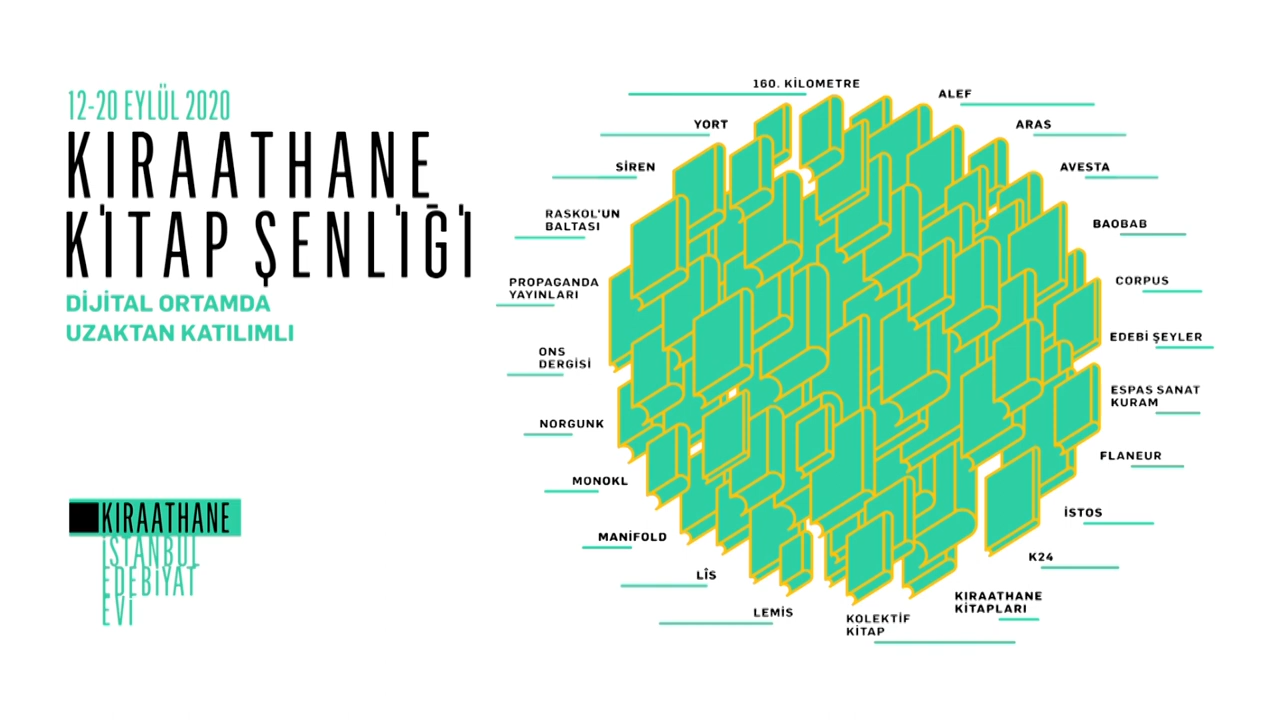 12-20 EYLÜL 2020
KIRAATHANE
KİTAP ŞENLİĞİ
DİJİTAL ORTAMDA
UZAKTAN KATILIMLI
KIRAATHANE
İSTANBUL
EDEBİYAT
EVİ
160. KİLOMETRE
ALEF
ARAS
AVESTA
BAOBAB
CORPUS
EDEBİ ŞEYLER
ESPAS SANAT
KURAM
FLANEUR
İSTOS
K24
KIRAATHANE
KİTAPLARI
KOLEKTİF
KİTAP
LEMİS
LÎS
MANİFOLD
MONOKL
NORGUNK
ONS
DERGİSİ
PROPAGANDA
YAYINLARI
RASKOL'UN
BALTASI
SİREN
YORT